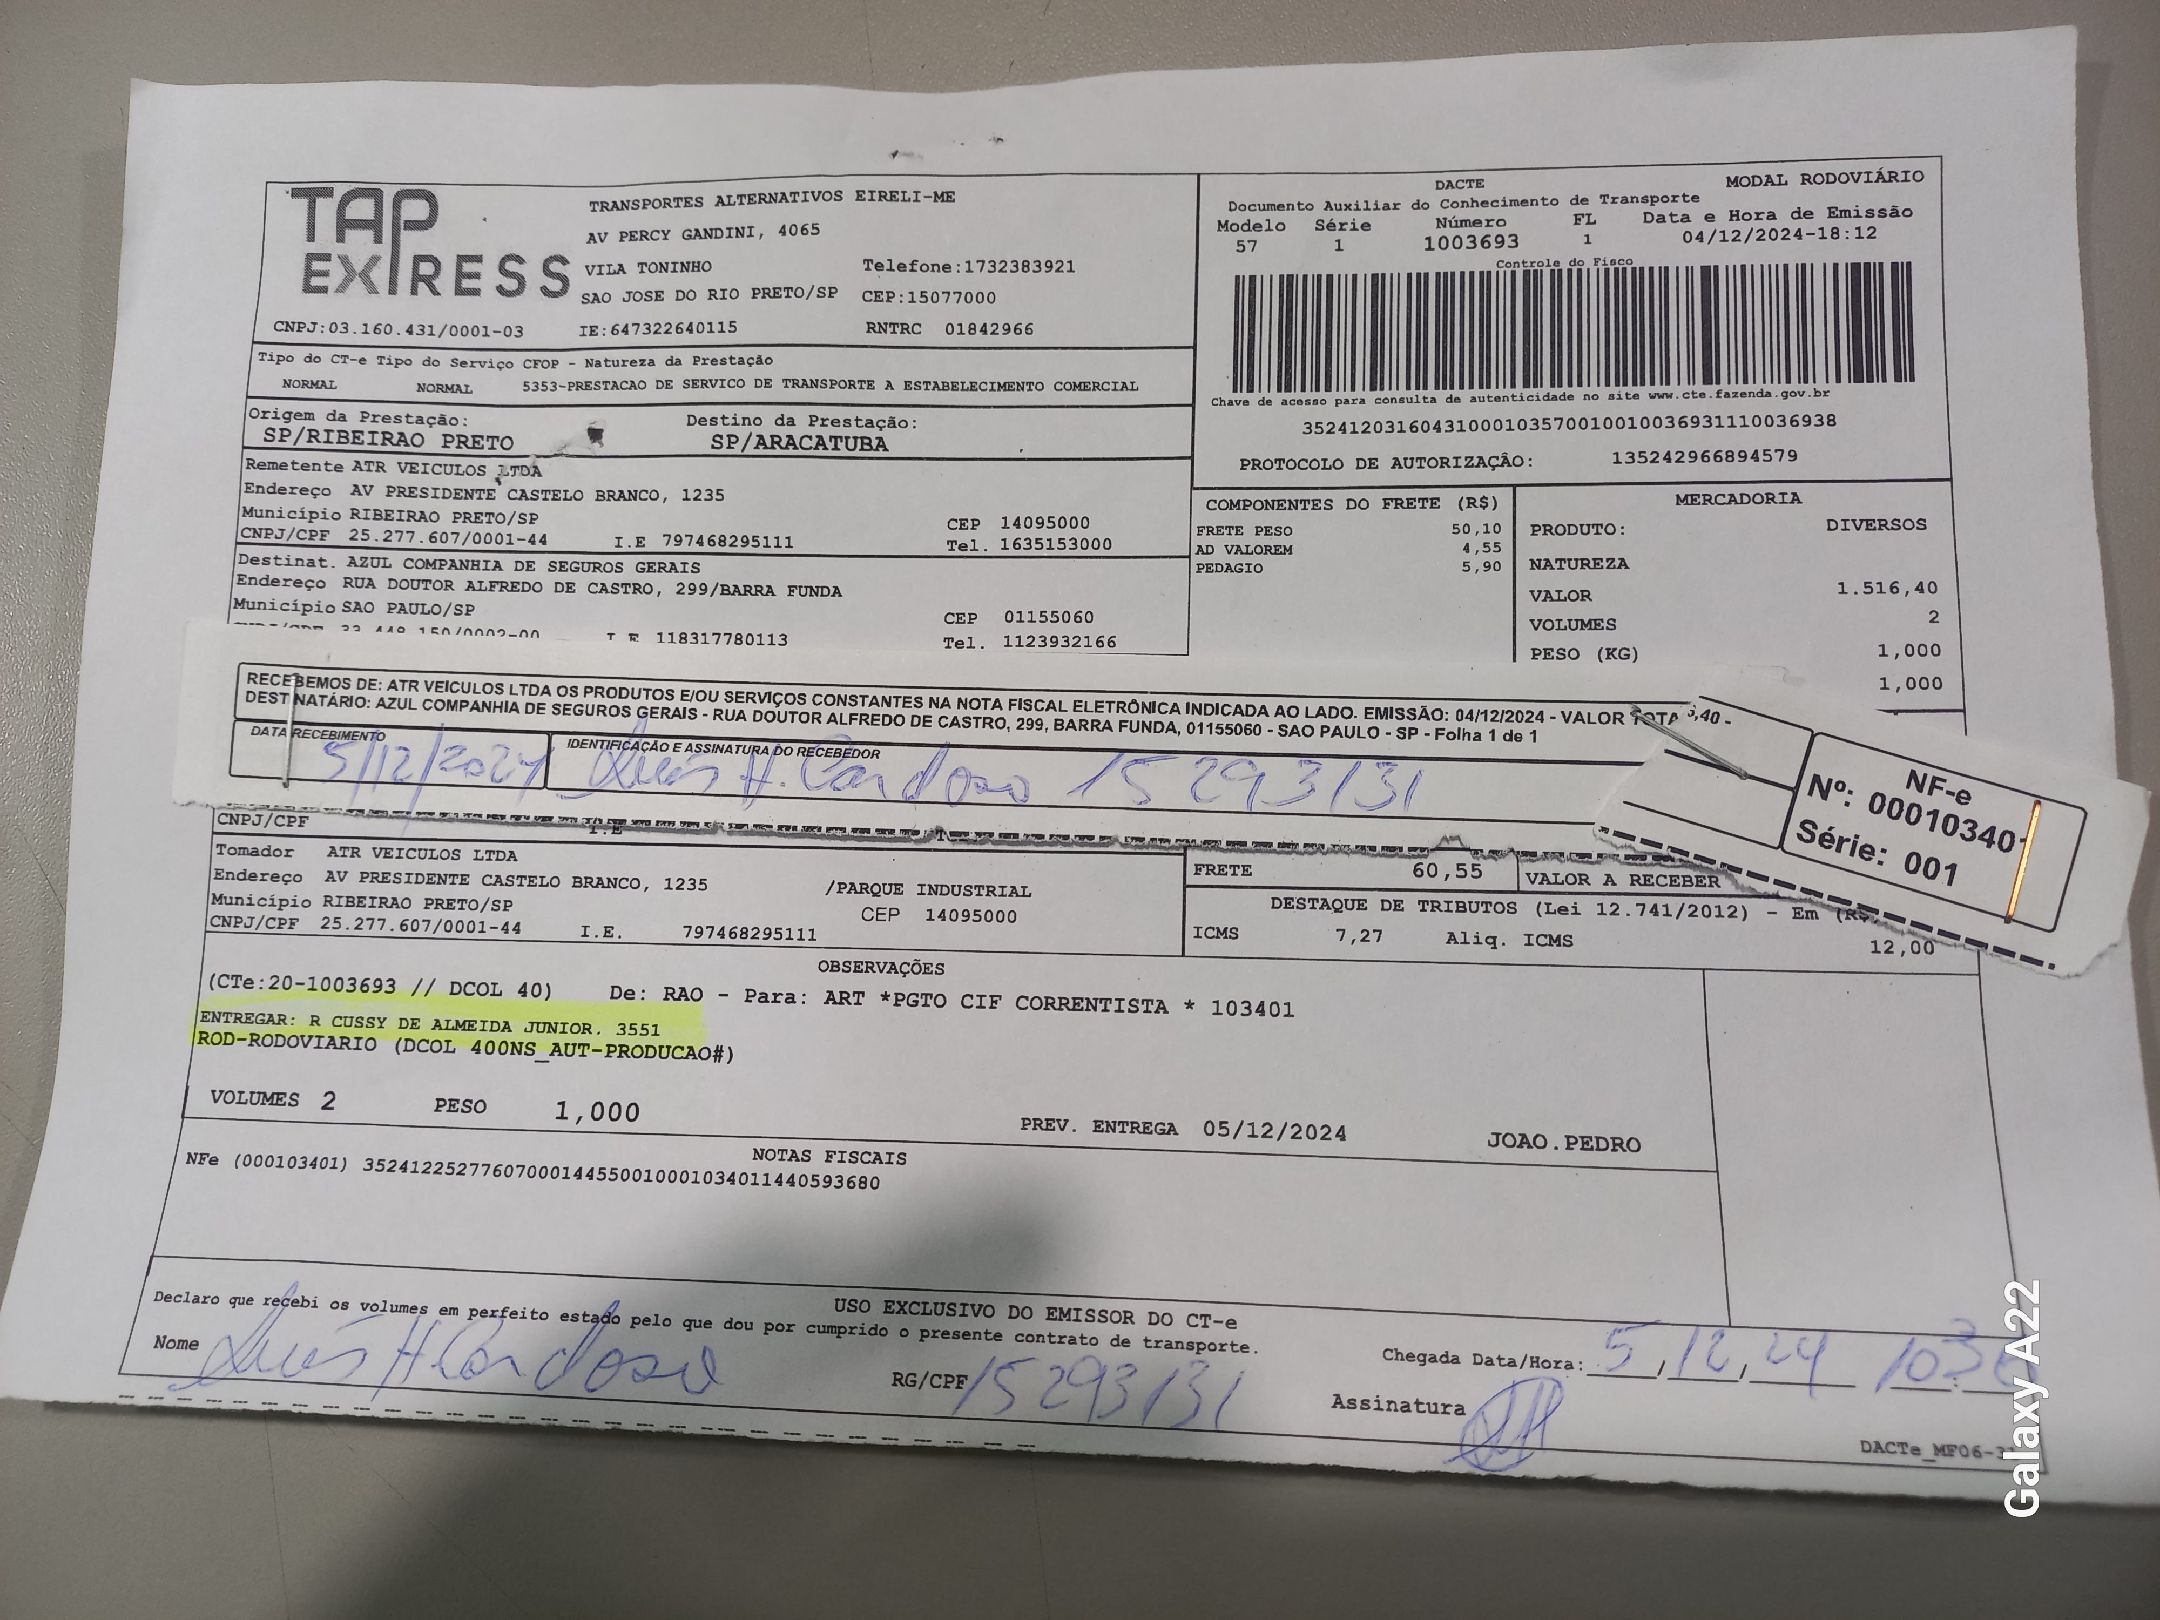 TAP EXPRESS
TRANSPORTES ALTERNATIVOS EIRELI-ME
AV PERCY GANDINI, 4065
VILA TONINHO Telefone:1732383921
SAO JOSE DO RIO PRETO/SP CEP:15077000
CNPJ:03.160.431/0001-03 IE:647322640115 RNTRC 01842966
DACTE MODAL RODOVIÁRIO
Documento Auxiliar do Conhecimento de Transporte
Modelo Série Número FL Data e Hora de Emissão
57 1 1003693 1 04/12/2024-18:12
Controle do Fisco
Chave de acesso para consulta de autenticidade no site www.cte.fazenda.gov.br
35241203160431000103570010010036931110036938
PROTOCOLO DE AUTORIZAÇÃO: 135242966894579
Tipo do CT-e Tipo do Serviço CFOP - Natureza da Prestação
NORMAL NORMAL 5353-PRESTACAO DE SERVICO DE TRANSPORTE A ESTABELECIMENTO COMERCIAL
Origem da Prestação: Destino da Prestação:
SP/RIBEIRAO PRETO SP/ARACATUBA
Remetente ATR VEICULOS LTDA
Endereço AV PRESIDENTE CASTELO BRANCO, 1235
Município RIBEIRAO PRETO/SP CEP 14095000
CNPJ/CPF 25.277.607/0001-44 I.E 797468295111 Tel. 1635153000
Destinat. AZUL COMPANHIA DE SEGUROS GERAIS
Endereço RUA DOUTOR ALFREDO DE CASTRO, 299/BARRA FUNDA
Município SAO PAULO/SP CEP 01155060
CNPJ/CPF 33.448.150/0002-00 I.E 118317780113 Tel. 1123932166
COMPONENTES DO FRETE (R$)
FRETE PESO 50,10
AD VALOREM 4,55
PEDAGIO 5,90
MERCADORIA
PRODUTO: DIVERSOS
NATUREZA
VALOR 1.516,40
VOLUMES 2
PESO (KG) 1,000
1,000
RECEBEMOS DE: ATR VEICULOS LTDA OS PRODUTOS E/OU SERVIÇOS CONSTANTES NA NOTA FISCAL ELETRÔNICA INDICADA AO LADO. EMISSÃO: 04/12/2024 - VALOR TOTA 6,40 -
DESTINATÁRIO: AZUL COMPANHIA DE SEGUROS GERAIS - RUA DOUTOR ALFREDO DE CASTRO, 299, BARRA FUNDA, 01155060 - SAO PAULO - SP - Folha 1 de 1
DATA RECEBIMENTO IDENTIFICAÇÃO E ASSINATURA DO RECEBEDOR
5/12/2024 Luís H. Cardoso 15293131
NF-e
Nº: 000103401
Série: 001
CNPJ/CPF I.E
Tomador ATR VEICULOS LTDA
Endereço AV PRESIDENTE CASTELO BRANCO, 1235 /PARQUE INDUSTRIAL
Município RIBEIRAO PRETO/SP CEP 14095000
CNPJ/CPF 25.277.607/0001-44 I.E. 797468295111
FRETE 60,55 VALOR A RECEBER
DESTAQUE DE TRIBUTOS (Lei 12.741/2012) - Em (R$
ICMS 7,27 Aliq. ICMS 12,00
OBSERVAÇÕES
(CTe:20-1003693 // DCOL 40) De: RAO - Para: ART *PGTO CIF CORRENTISTA * 103401
ENTREGAR: R CUSSY DE ALMEIDA JUNIOR. 3551
ROD-RODOVIARIO (DCOL 400NS_AUT-PRODUCAO#)
VOLUMES 2 PESO 1,000 PREV. ENTREGA 05/12/2024 JOAO.PEDRO
NOTAS FISCAIS
NFe (000103401) 35241225277607000144550010001034011440593680
USO EXCLUSIVO DO EMISSOR DO CT-e
Declaro que recebi os volumes em perfeito estado pelo que dou por cumprido o presente contrato de transporte.
Nome Luís H Cardoso RG/CPF 15293131 Chegada Data/Hora: 5/12/24 1036
Assinatura
DACTe_MF06-3
Galaxy A22